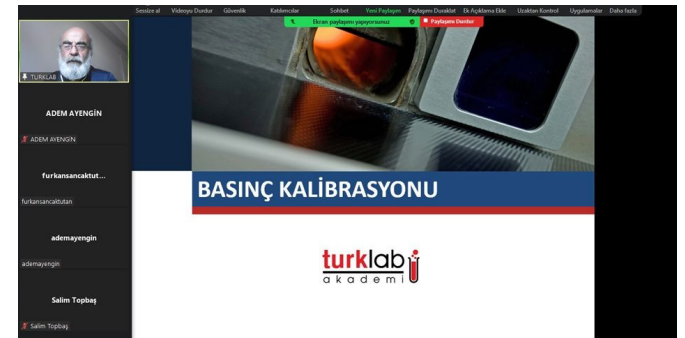 Sessize al Videoyu Durdur Güvenlik Katılımcılar Sohbet Yeni Paylaşım Paylaşımı Duraklat Ek Açıklama Ekle Uzaktan Kontrol Uygulamalar Daha fazla
Ekran paylaşımı yapıyorsunuz Paylaşımı Durdur
TURKLAB
ADEM AYENGİN
ADEM AYENGİN
furkansancaktut...
furkansancaktutan
ademayengin
ademayengin
Salim Topbaş
Salim Topbaş
BASINÇ KALİBRASYONU
turklab
akademi